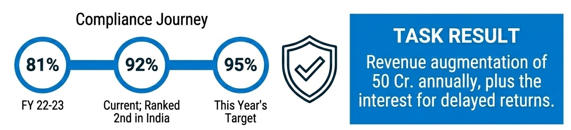 Compliance Journey
81%
92%
95%
FY 22-23
Current; Ranked
2nd in India
This Year's
Target
TASK RESULT
Revenue augmentation of
50 Cr. annually, plus the
interest for delayed returns.